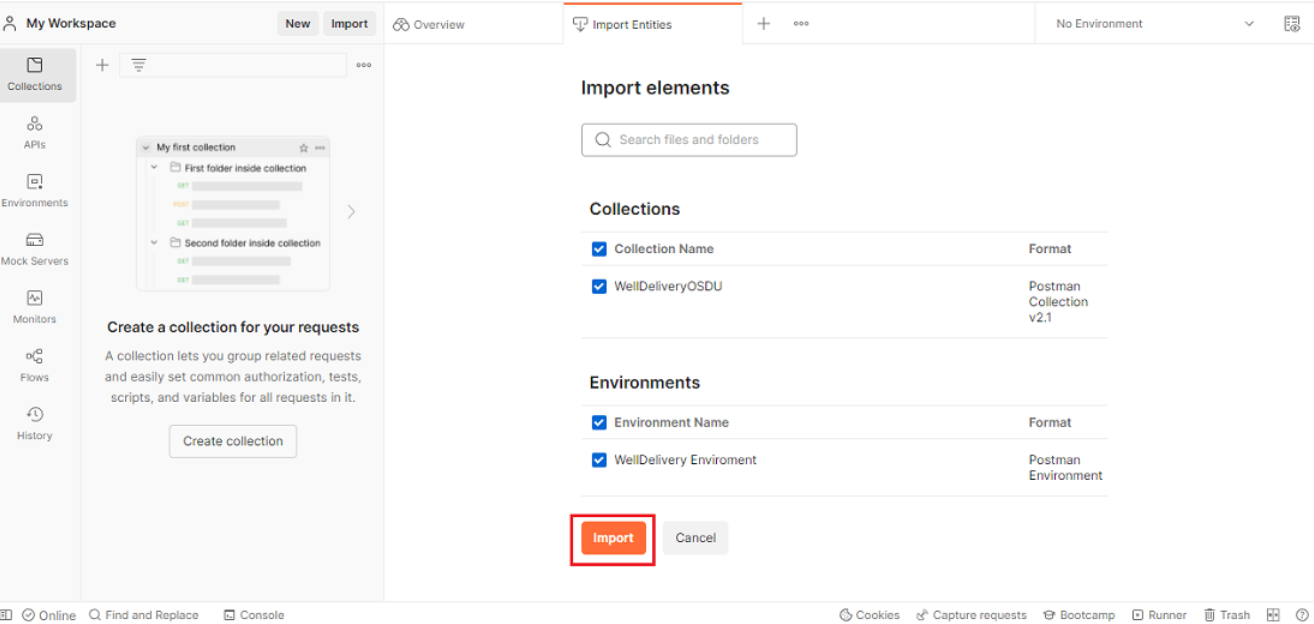 My Workspace
New
Import
Overview
Import Entities
No Environment
Collections
APIs
Environments
Mock Servers
Monitors
Flows
History
My first collection
First folder inside collection
GET
POST
GET
Second folder inside collection
GET
GET
Create a collection for your requests
A collection lets you group related requests
and easily set common authorization, tests,
scripts, and variables for all requests in it.
Create collection
Import elements
Search files and folders
Collections
Collection Name
Format
WellDeliveryOSDU
Postman
Collection
v2.1
Environments
Environment Name
Format
WellDelivery Enviroment
Postman
Environment
Import
Cancel
Online
Find and Replace
Console
Cookies
Capture requests
Bootcamp
Runner
Trash